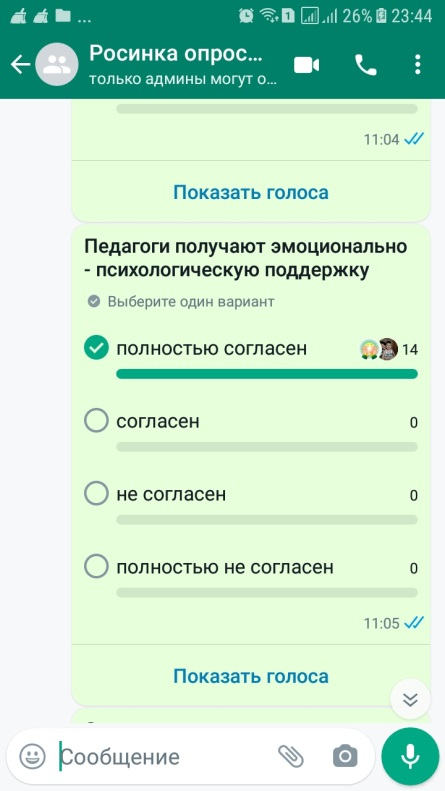 ... 1 26% 23:44
Росинка опрос...
только админы могут о...
11:04
Показать голоса
Педагоги получают эмоционально
- психологическую поддержку
Выберите один вариант
полностью согласен 14
согласен 0
не согласен 0
полностью не согласен 0
11:05
Показать голоса
Сообщение